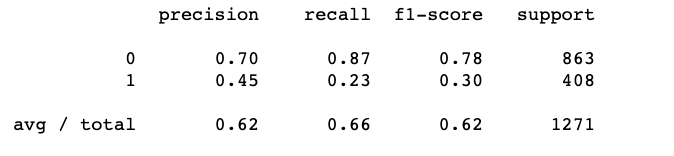 precision recall f1-score support
0 0.70 0.87 0.78 863
1 0.45 0.23 0.30 408
avg / total 0.62 0.66 0.62 1271